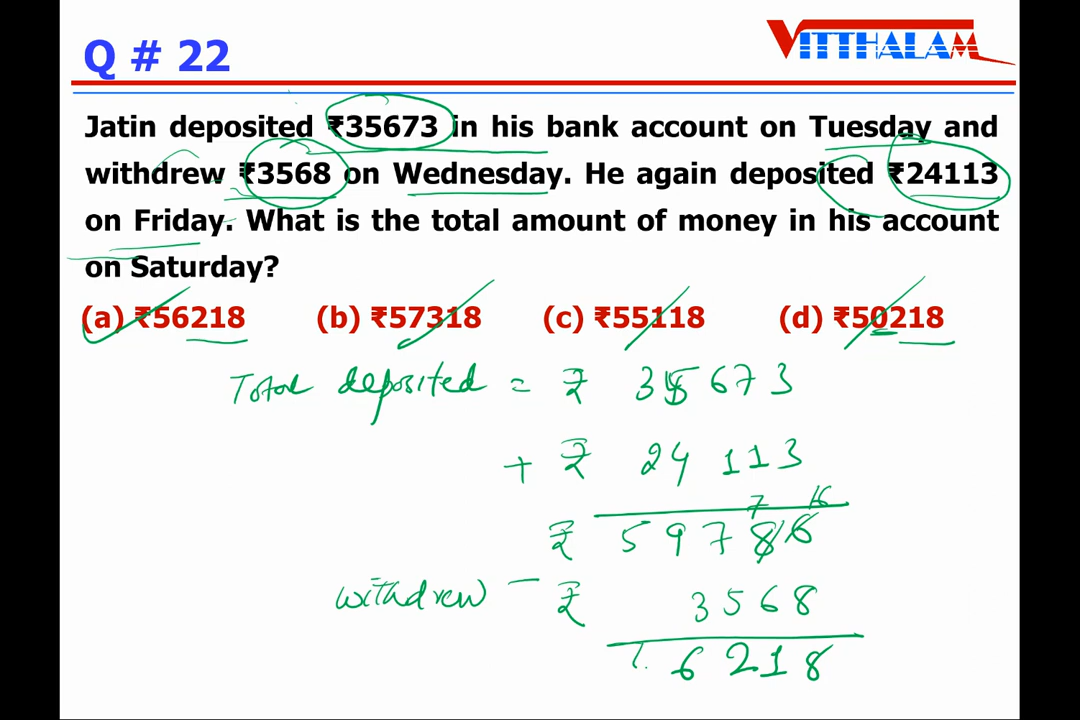 Q # 22
VITTHALAM
Jatin deposited ₹35673 in his bank account on Tuesday and
withdrew ₹3568 on Wednesday. He again deposited ₹24113
on Friday. What is the total amount of money in his account
on Saturday?
(a) ₹56218 (b) ₹57318 (c) ₹55118 (d) ₹50218
Total deposited = ₹ 35673
+ ₹ 24113
7 16
₹ 59786
withdrew - ₹ 3568
6218